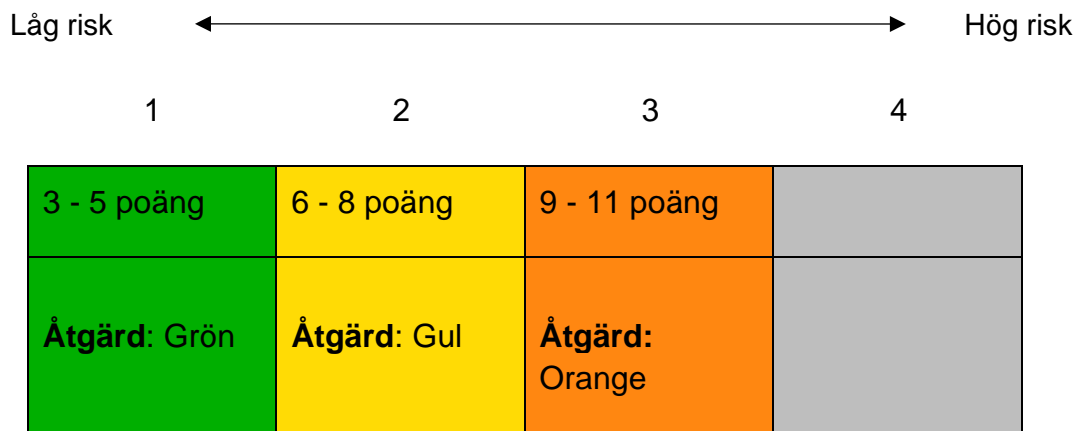 Låg risk Hög risk
1 2 3 4
3 - 5 poäng 6 - 8 poäng 9 - 11 poäng
Åtgärd: Grön Åtgärd: Gul Åtgärd:
Orange